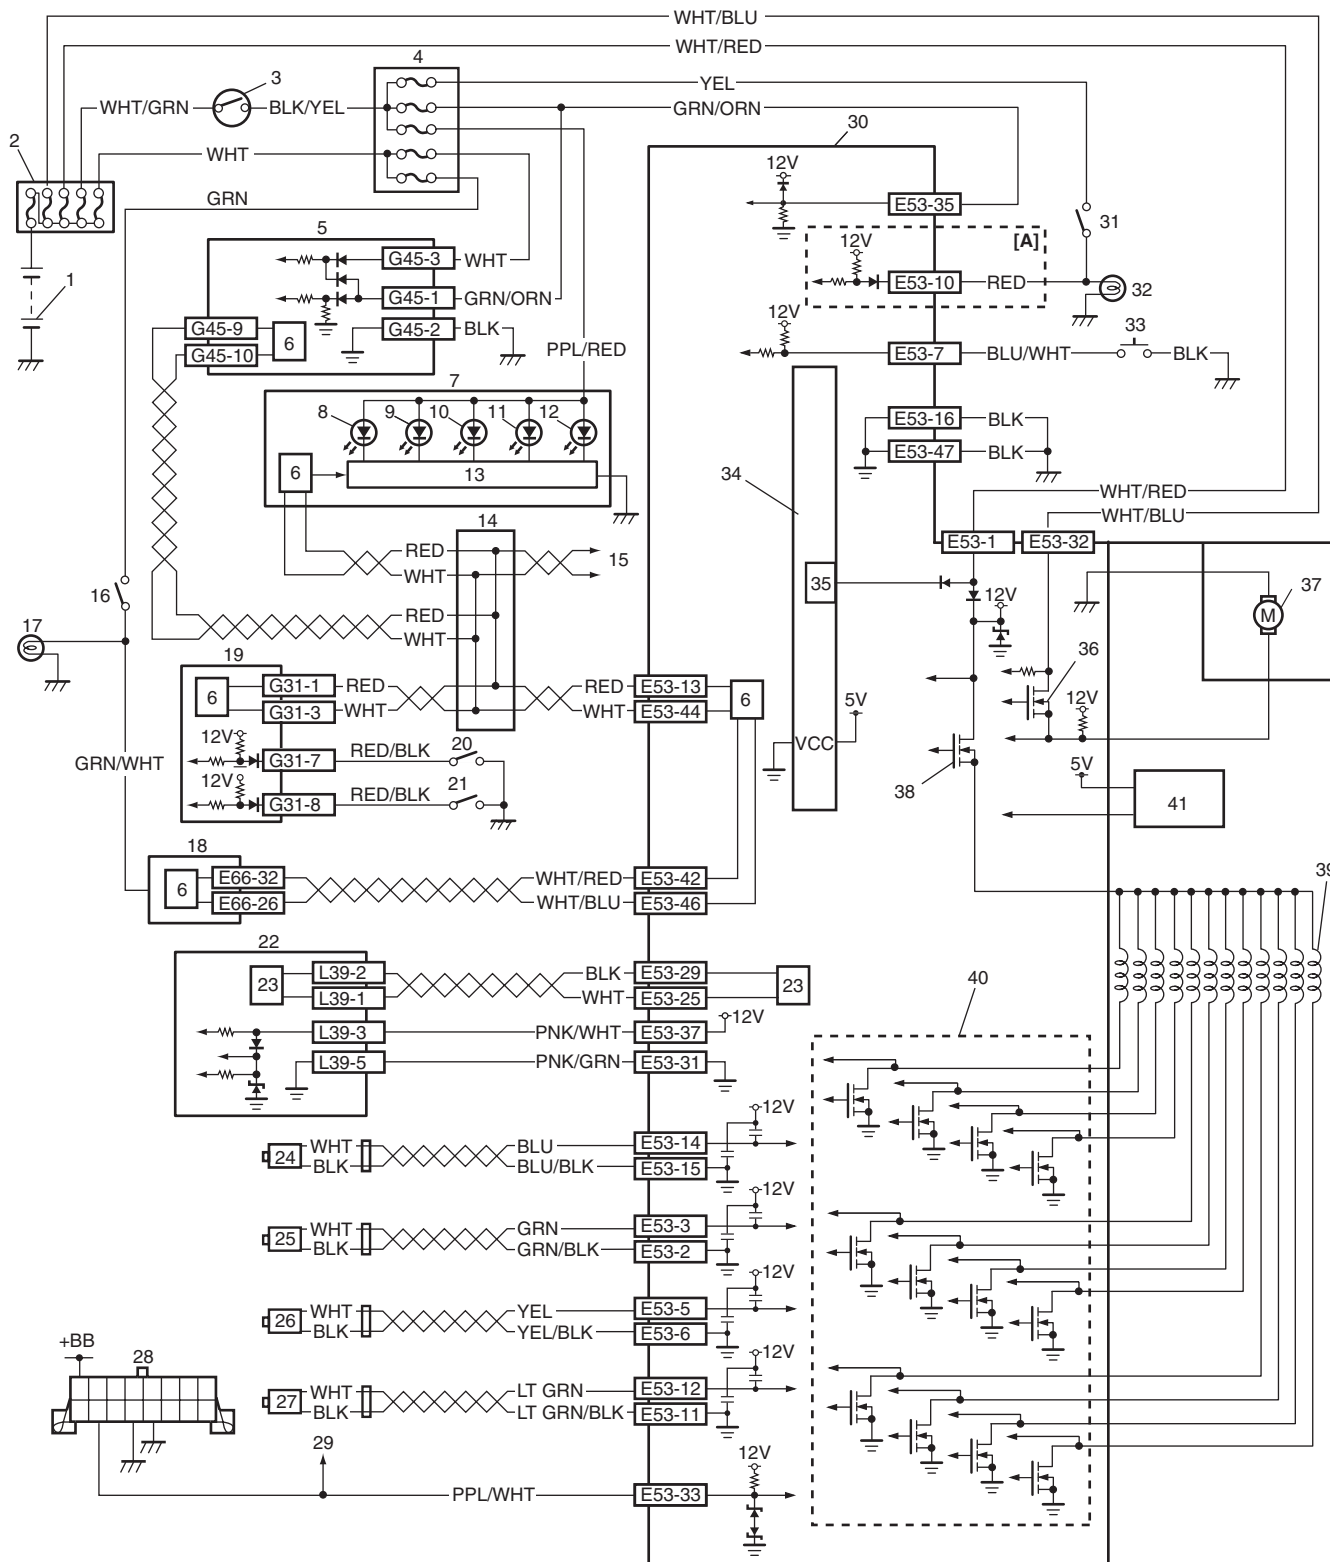 WHT/BLU
WHT/RED
4
3
YEL
WHT/GRN
BLK/YEL
GRN/ORN
30
2
WHT
12V
GRN
E53-35
31
5
[A]
12V
G45-3
WHT
E53-10
RED
32
1
G45-1
GRN/ORN
12V
33
G45-9
G45-2
BLK
6
G45-10
PPL/RED
E53-7
BLU/WHT
BLK
7
8
9
10
11
12
E53-16
BLK
6
13
E53-47
BLK
34
WHT/RED
14
WHT/BLU
E53-1
E53-32
RED
15
WHT
35
37
16
12V
M
RED
17
WHT
36
19
6
G31-1
RED
RED
E53-13
6
12V
G31-3
WHT
WHT
E53-44
5V
12V
VCC
20
G31-7
RED/BLK
GRN/WHT
5V
12V
21
38
G31-8
RED/BLK
41
18
E66-32
WHT/RED
E53-42
39
6
E66-26
WHT/BLU
E53-46
22
L39-2
BLK
E53-29
23
23
L39-1
WHT
E53-25
40
12V
L39-3
PNK/WHT
E53-37
L39-5
PNK/GRN
E53-31
12V
24
WHT
BLU
E53-14
BLK
BLU/BLK
E53-15
12V
25
WHT
GRN
E53-3
BLK
GRN/BLK
E53-2
12V
26
WHT
YEL
E53-5
BLK
YEL/BLK
E53-6
+BB
28
12V
27
WHT
LT GRN
E53-12
BLK
LT GRN/BLK
E53-11
29
12V
PPL/WHT
E53-33